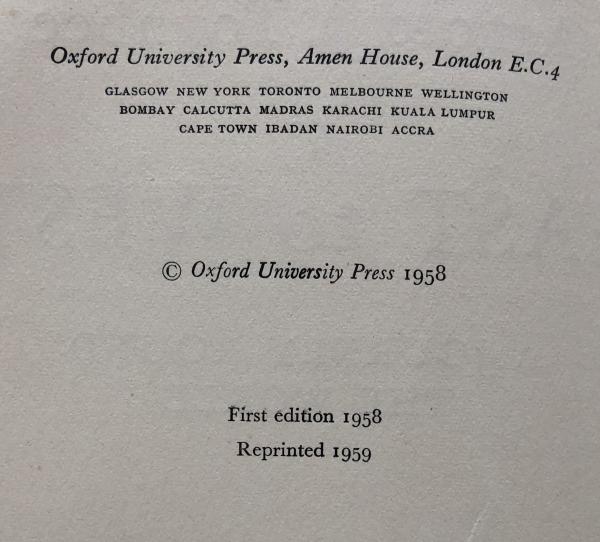 Oxford University Press, Amen House, London E.C.4
GLASGOW NEW YORK TORONTO MELBOURNE WELLINGTON
BOMBAY CALCUTTA MADRAS KARACHI KUALA LUMPUR
CAPE TOWN IBADAN NAIROBI ACCRA
© Oxford University Press 1958
First edition 1958
Reprinted 1959